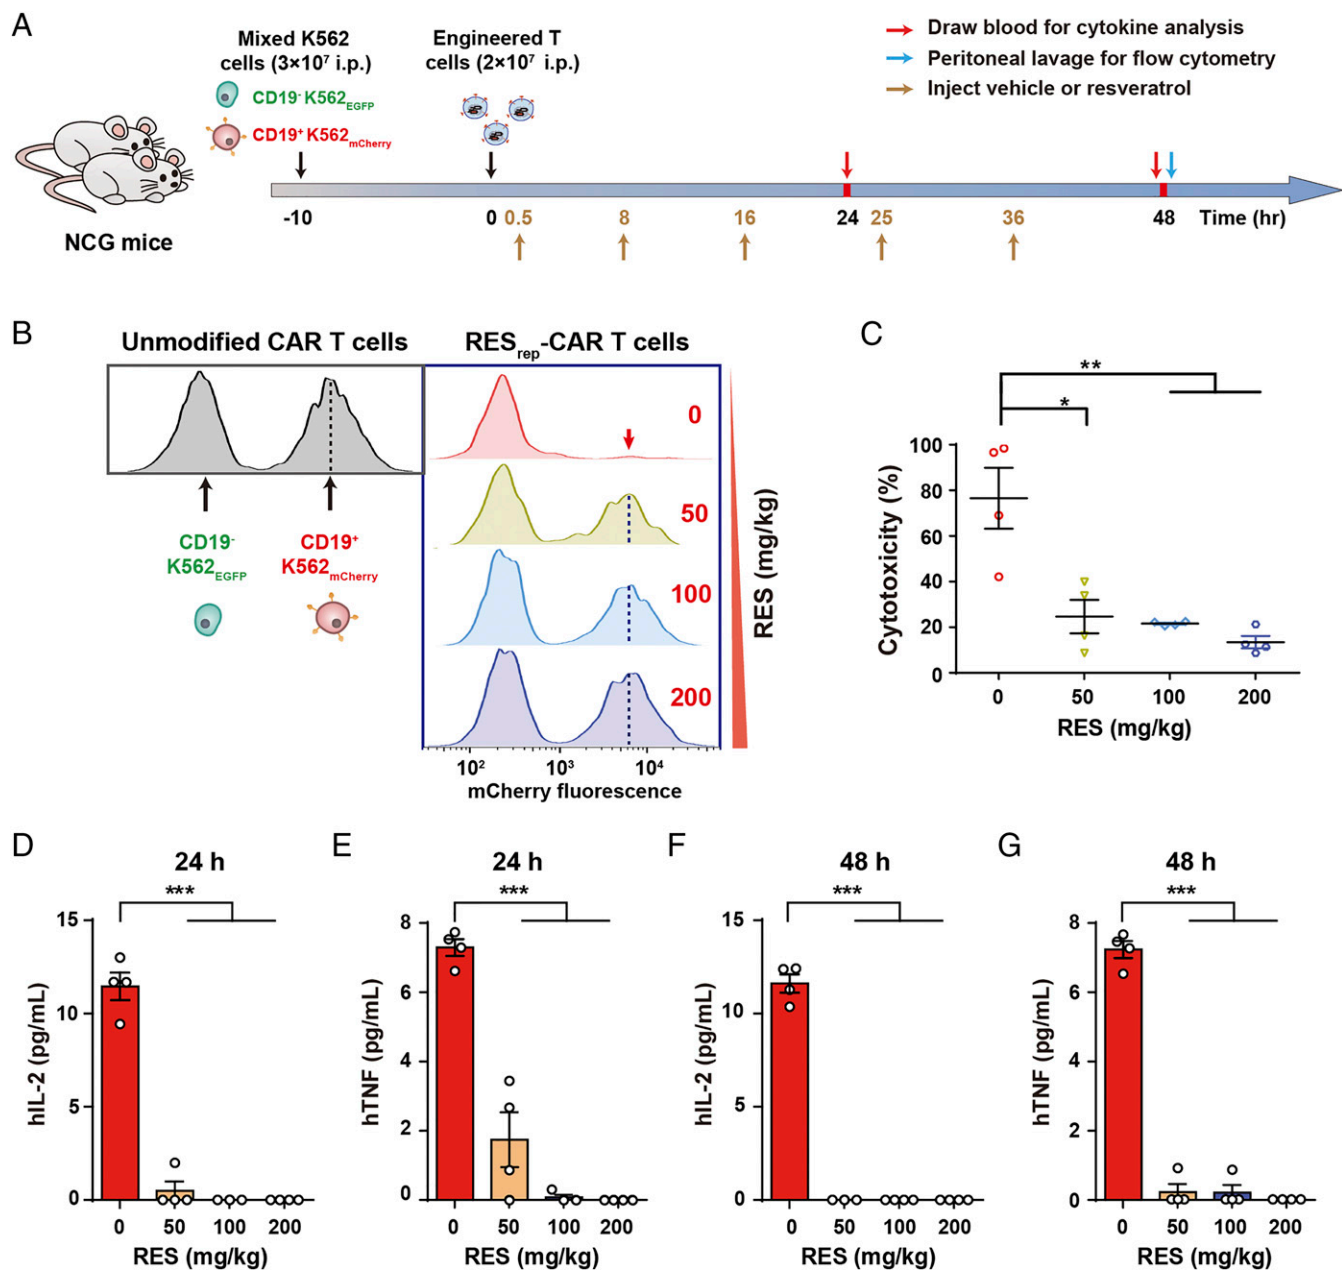 A
Mixed K562
cells (3×10⁷ i.p.)
CD19⁻ K562EGFP
CD19⁺ K562mCherry
Engineered T
cells (2×10⁷ i.p.)
Draw blood for cytokine analysis
Peritoneal lavage for flow cytometry
Inject vehicle or resveratrol
NCG mice
-10 0 0.5 8 16 24 25 36 48 Time (hr)
B
Unmodified CAR T cells
RESrep-CAR T cells
0
50
100
200
RES (mg/kg)
CD19⁻
K562EGFP
CD19⁺
K562mCherry
10² 10³ 10⁴
mCherry fluorescence
C
**
*
Cytotoxicity (%)
100
80
60
40
20
0
0 50 100 200
RES (mg/kg)
D
24 h
***
hIL-2 (pg/mL)
15
10
5
0
0 50 100 200
RES (mg/kg)
E
24 h
***
hTNF (pg/mL)
8
6
4
2
0
0 50 100 200
RES (mg/kg)
F
48 h
***
hIL-2 (pg/mL)
15
10
5
0
0 50 100 200
RES (mg/kg)
G
48 h
***
hTNF (pg/mL)
8
6
4
2
0
0 50 100 200
RES (mg/kg)